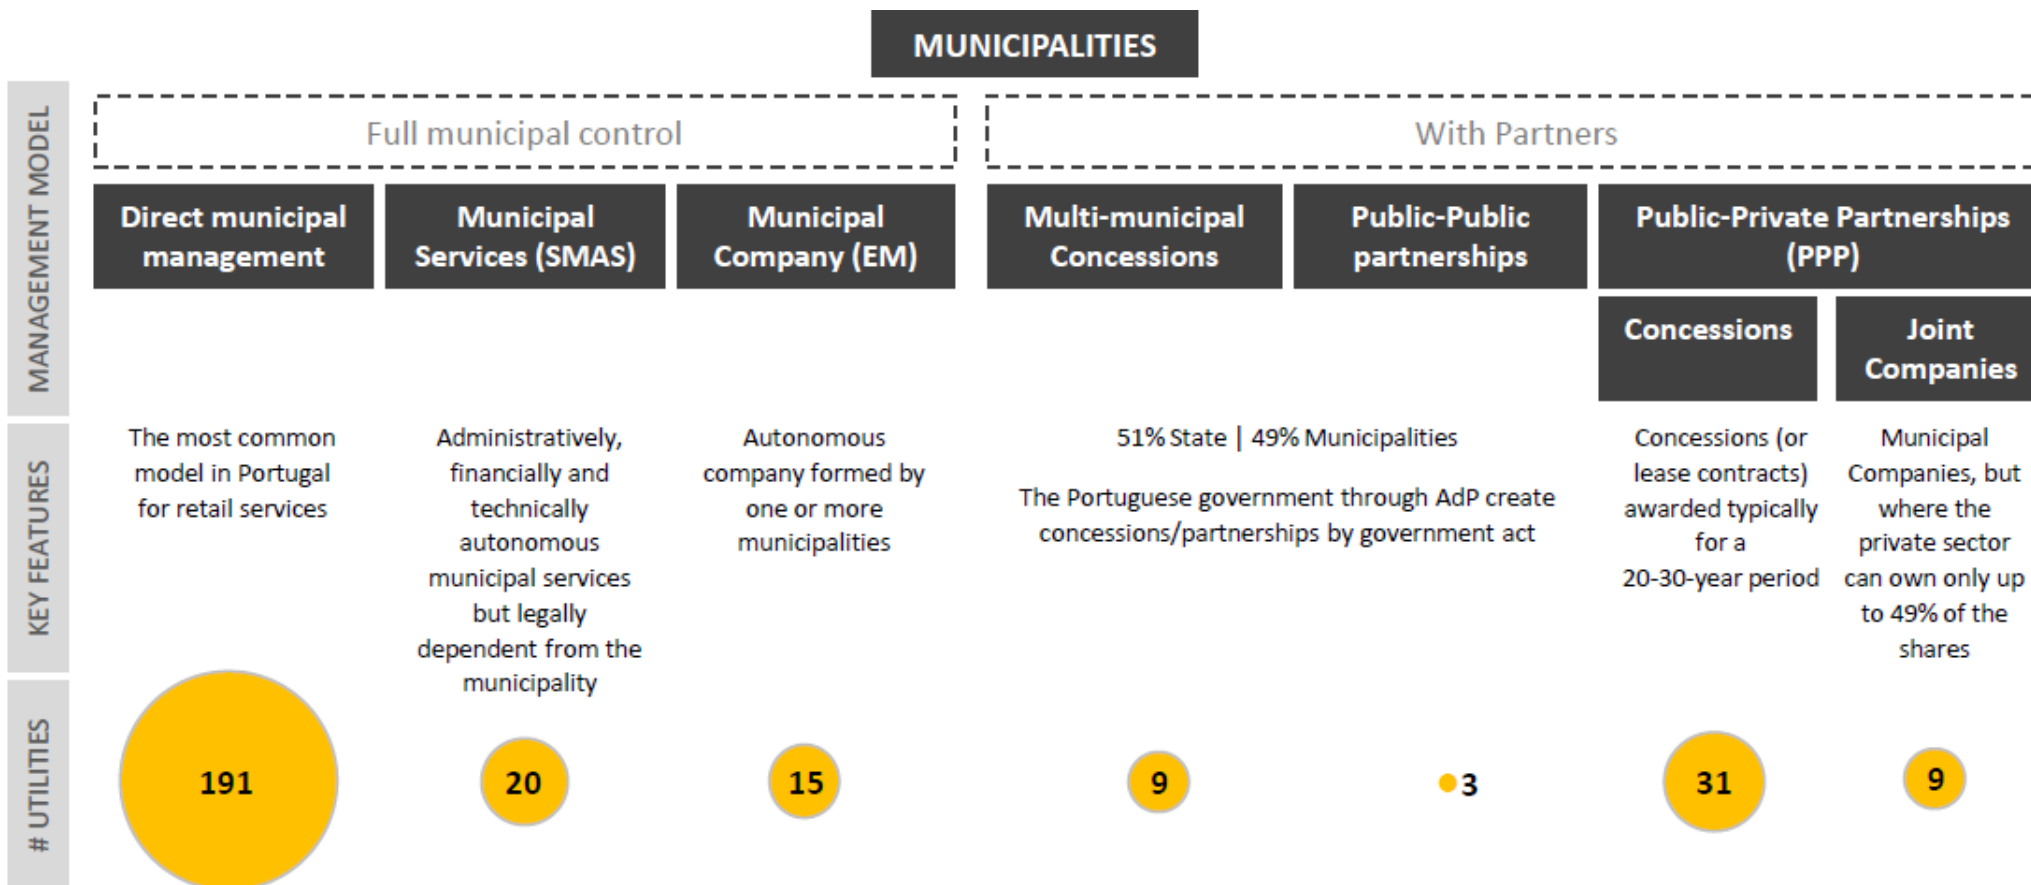 MUNICIPALITIES
MANAGEMENT MODEL
Full municipal control
With Partners
Direct municipal
management
Municipal
Services (SMAS)
Municipal
Company (EM)
Multi-municipal
Concessions
Public-Public
partnerships
Public-Private Partnerships
(PPP)
Concessions
Joint
Companies
KEY FEATURES
The most common
model in Portugal
for retail services
Administratively,
financially and
technically
autonomous
municipal services
but legally
dependent from the
municipality
Autonomous
company formed by
one or more
municipalities
51% State | 49% Municipalities
The Portuguese government through AdP create
concessions/partnerships by government act
Concessions (or
lease contracts)
awarded typically
for a
20-30-year period
Municipal
Companies, but
where the
private sector
can own only up
to 49% of the
shares
# UTILITIES
191
20
15
9
3
31
9